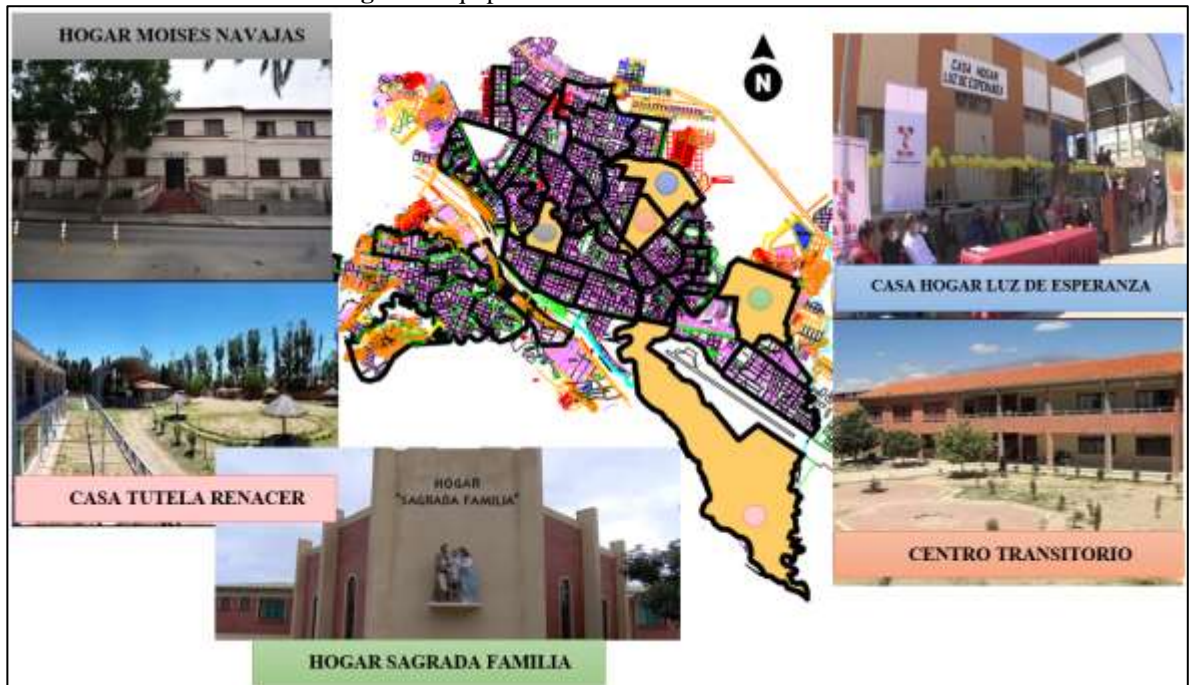 HOGAR MOISES NAVAJAS
N
CASA HOGAR
LUZ DE ESPERANZA
CASA HOGAR LUZ DE ESPERANZA
CASA TUTELA RENACER
HOGAR
"SAGRADA FAMILIA"
CENTRO TRANSITORIO
HOGAR SAGRADA FAMILIA